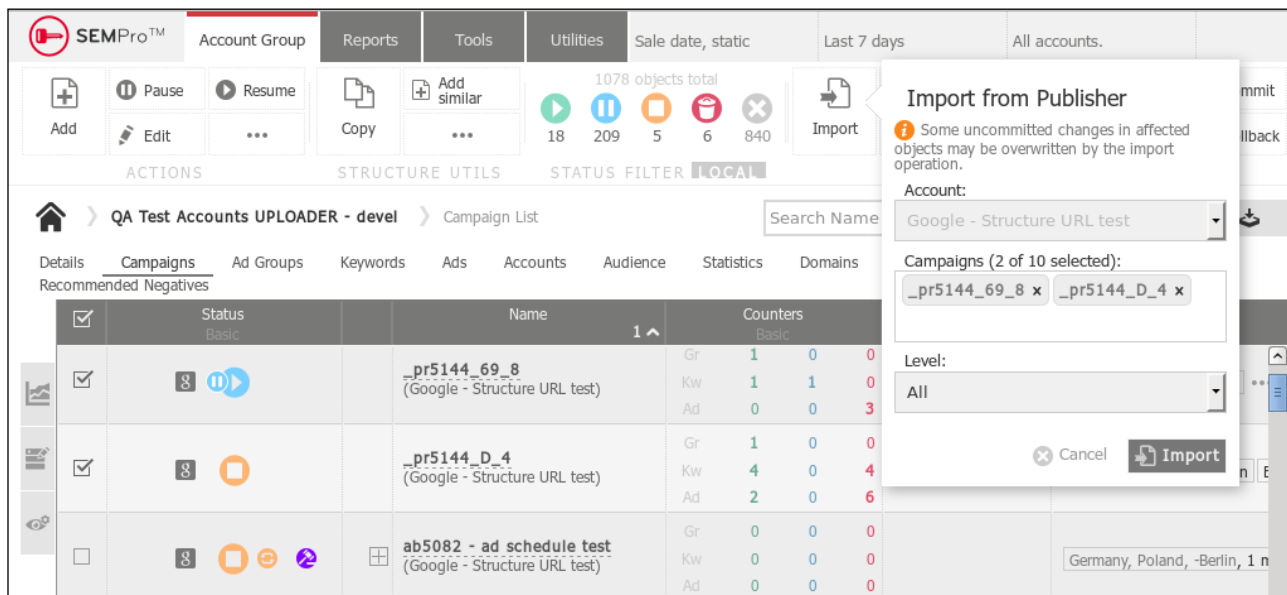 SEMPro™
Account Group
Reports
Tools
Utilities
Sale date, static
Last 7 days
All accounts.
Add
Pause
Resume
Edit
Copy
Add
similar
1078 objects total
18
209
5
6
840
Import
mmit
llback
ACTIONS
STRUCTURE UTILS
STATUS FILTER LOCAL
QA Test Accounts UPLOADER - devel
Campaign List
Search Name
Details
Campaigns
Ad Groups
Keywords
Ads
Accounts
Audience
Statistics
Domains
Recommended Negatives
Status
Basic
Name
1
Counters
Basic
_pr5144_69_8
(Google - Structure URL test)
Gr 1 0 0
Kw 1 1 0
Ad 0 0 3
_pr5144_D_4
(Google - Structure URL test)
Gr 1 0 0
Kw 4 0 4
Ad 2 0 6
n
ab5082 - ad schedule test
(Google - Structure URL test)
Gr 0 0 0
Kw 0 0 0
Ad 0 0 0
Germany, Poland, -Berlin, 1 m
Import from Publisher
Some uncommitted changes in affected
objects may be overwritten by the import
operation.
Account:
Google - Structure URL test
Campaigns (2 of 10 selected):
_pr5144_69_8 x
_pr5144_D_4 x
Level:
All
Cancel
Import